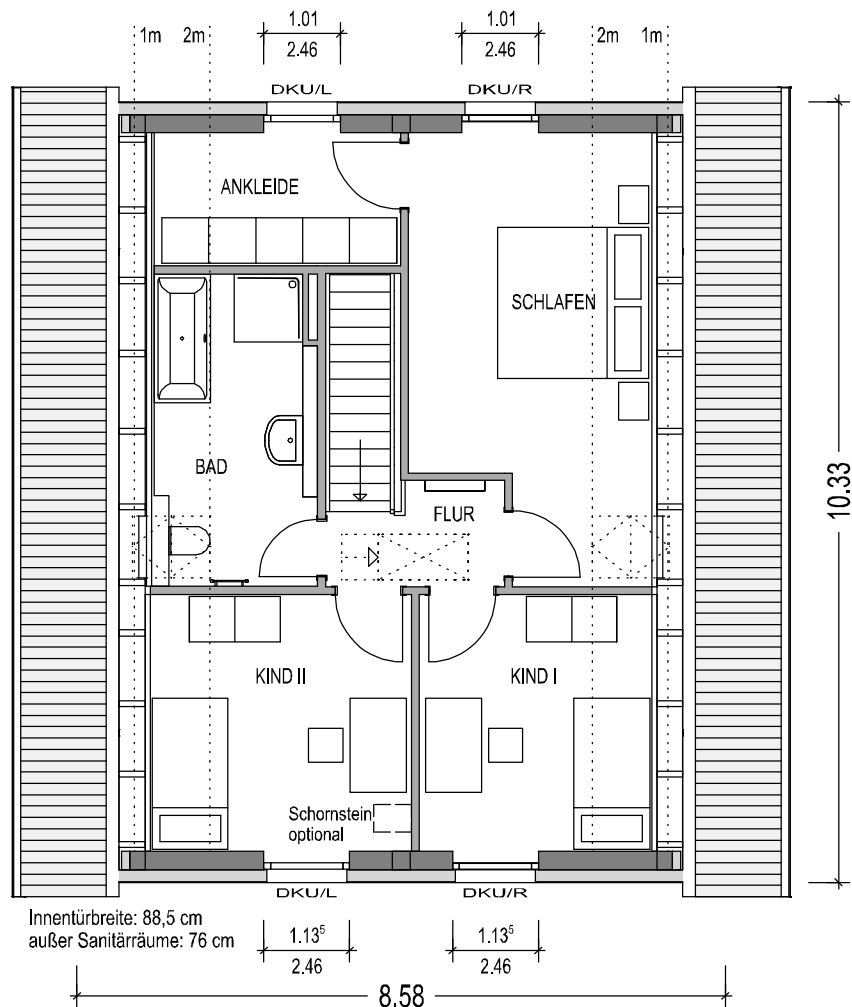 1.01
2.46
1.01
2.46
1m
2m
2m
1m
DKU/L
DKU/R
ANKLEIDE
SCHLAFEN
BAD
FLUR
10.33
KIND II
KIND I
Schornstein
optional
DKU/L
DKU/R
Innentürbreite: 88,5 cm
außer Sanitärräume: 76 cm
1.13⁵
2.46
1.13⁵
2.46
8.58